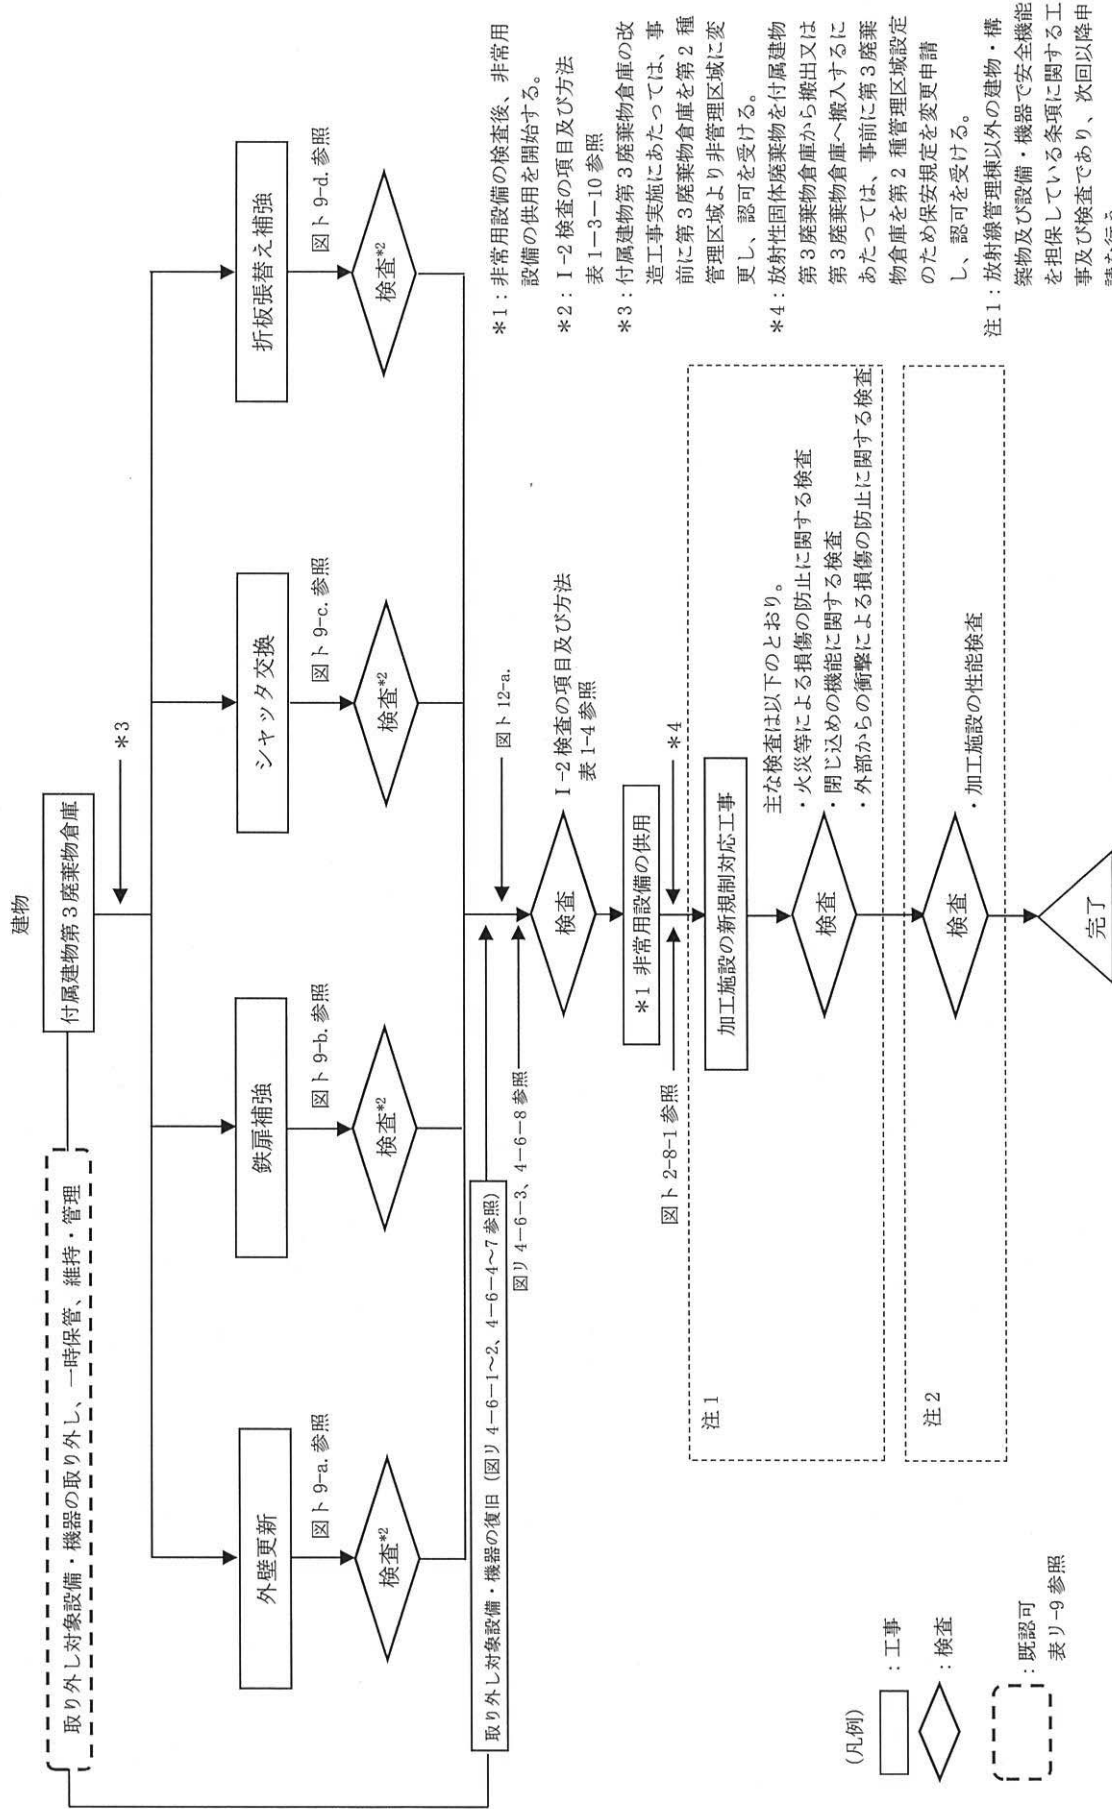 建物
取り外し対象設備・機器の取り外し、一時保管、維持・管理
付属建物第3廃棄物倉庫
*3
外壁更新
鉄扉補強
シャッタ交換
折板張替え補強
図ト9-a.参照
図ト9-b.参照
図ト9-c.参照
図ト9-d.参照
検査*2
検査*2
検査*2
検査*2
取り外し対象設備・機器の復旧（図リ4-6-1～2、4-6-4～7参照）
図リ4-6-3、4-6-8参照
図ト12-a.
検査
Ⅰ-2検査の項目及び方法
表1-4参照
*1 非常用設備の供用
図ト2-8-1参照
*4
注1
加工施設の新規制対応工事
検査
主な検査は以下のとおり。
・火災等による損傷の防止に関する検査
・閉じ込めの機能に関する検査
・外部からの衝撃による損傷の防止に関する検査
注2
検査
・加工施設の性能検査
完了
(凡例)
：工事
：検査
：既認可
表リ-9参照
*1：非常用設備の検査後、非常用
設備の供用を開始する。
*2：Ⅰ-2検査の項目及び方法
表1-3-10参照
*3：付属建物第3廃棄物倉庫の改
造工事実施にあたっては、事
前に第3廃棄物倉庫を第2種
管理区域より非管理区域に変
更し、認可を受ける。
*4：放射性固体廃棄物を付属建物
第3廃棄物倉庫から搬出又は
第3廃棄物倉庫へ搬入するに
あたっては、事前に第3廃棄
物倉庫を第2種管理区域設定
のため保安規定を変更申請
し、認可を受ける。
注1：放射線管理棟以外の建物・構
築物及び設備・機器で安全機能
を担保している条項に関する工
事及び検査であり、次回以降申